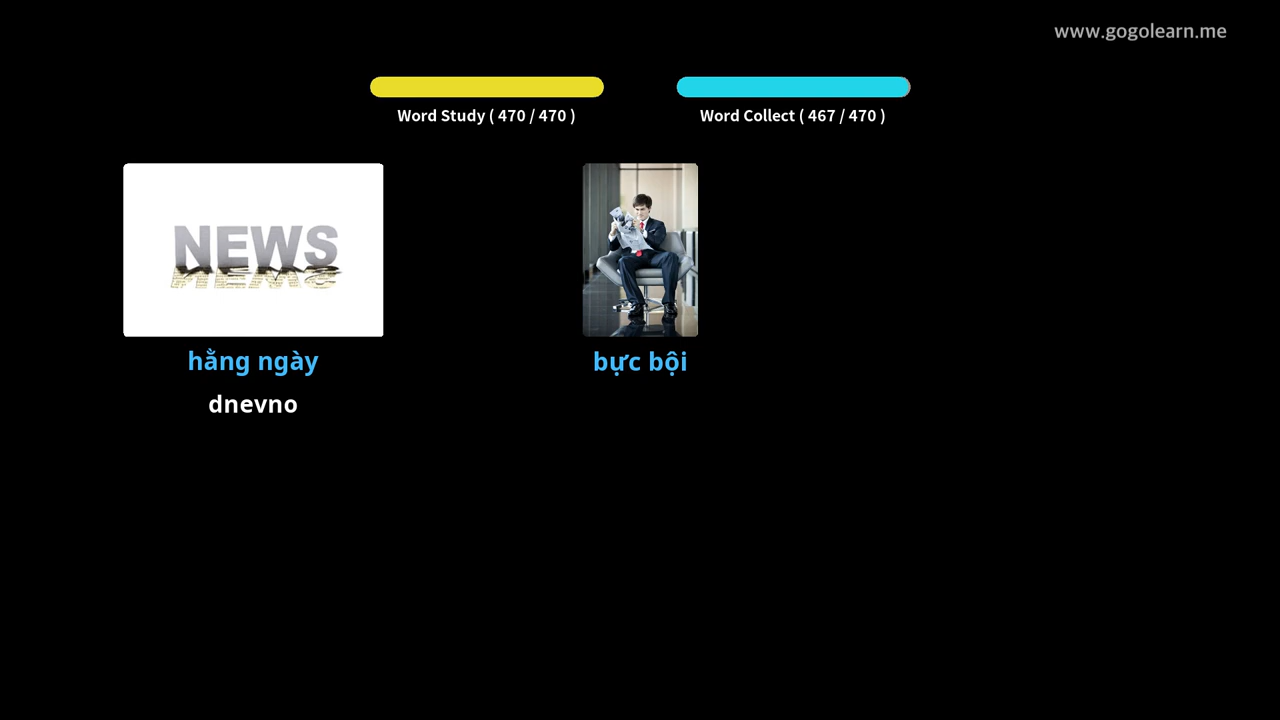 www.gogolearn.me
Word Study ( 470 / 470 )
Word Collect ( 467 / 470 )
NEWS
hằng ngày
bực bội
dnevno